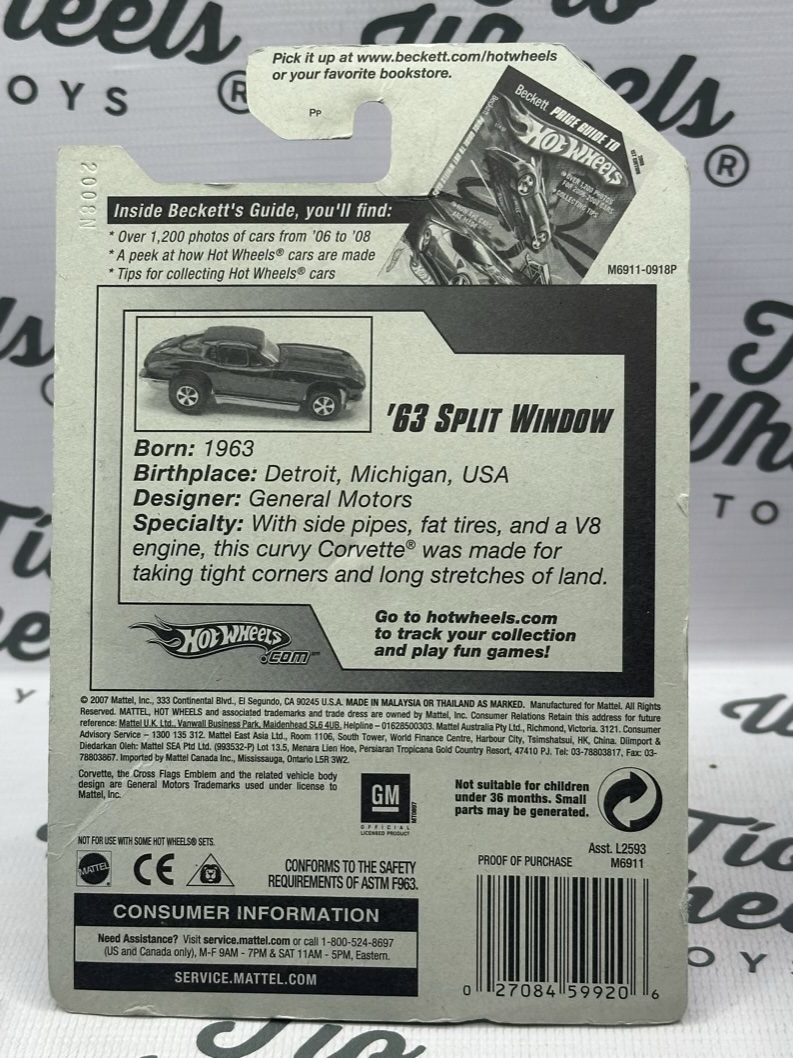 Pick it up at www.beckett.com/hotwheels
or your favorite bookstore.
PP
2008N
Beckett PRICE GUIDE TO
HOT WHEELS
OVER 1,200 PHOTOS
COLLECTING TIPS
Inside Beckett's Guide, you'll find:
* Over 1,200 photos of cars from '06 to '08
* A peek at how Hot Wheels® cars are made
* Tips for collecting Hot Wheels® cars
M6911-0918P
'63 SPLIT WINDOW
Born: 1963
Birthplace: Detroit, Michigan, USA
Designer: General Motors
Specialty: With side pipes, fat tires, and a V8
engine, this curvy Corvette® was made for
taking tight corners and long stretches of land.
HOT WHEELS
.COM
Go to hotwheels.com
to track your collection
and play fun games!
© 2007 Mattel, Inc., 333 Continental Blvd., El Segundo, CA 90245 U.S.A. MADE IN MALAYSIA OR THAILAND AS MARKED. Manufactured for Mattel. All Rights
Reserved. MATTEL, HOT WHEELS and associated trademarks and trade dress are owned by Mattel, Inc. Consumer Relations Retain this address for future
reference: Mattel U.K. Ltd., Vanwall Business Park, Maidenhead SL6 4UB. Helpline – 01628500303. Mattel Australia Pty Ltd., Richmond, Victoria. 3121. Consumer
Advisory Service – 1300 135 312. Mattel East Asia Ltd., Room 1106, South Tower, World Finance Centre, Harbour City, Tsimshatsui, HK, China. Diimport &
Diedarkan Oleh: Mattel SEA Ptd Ltd. (993532-P) Lot 13.5, Menara Lien Hoe, Persiaran Tropicana Gold Country Resort, 47410 PJ. Tel: 03-78803817, Fax: 03-
78803867. Imported by Mattel Canada Inc., Mississauga, Ontario L5R 3W2.
Corvette, the Cross Flags Emblem and the related vehicle body
design are General Motors Trademarks used under license to
Mattel, Inc.
GM
OFFICIAL
LICENSED PRODUCT
Not suitable for children
under 36 months. Small
parts may be generated.
NOT FOR USE WITH SOME HOT WHEELS® SETS.
MATTEL
CE
CONFORMS TO THE SAFETY
REQUIREMENTS OF ASTM F963.
Asst. L2593
PROOF OF PURCHASE
M6911
CONSUMER INFORMATION
Need Assistance? Visit service.mattel.com or call 1-800-524-8697
(US and Canada only), M-F 9AM - 7PM & SAT 11AM - 5PM, Eastern.
SERVICE.MATTEL.COM
0 27084 59920 6